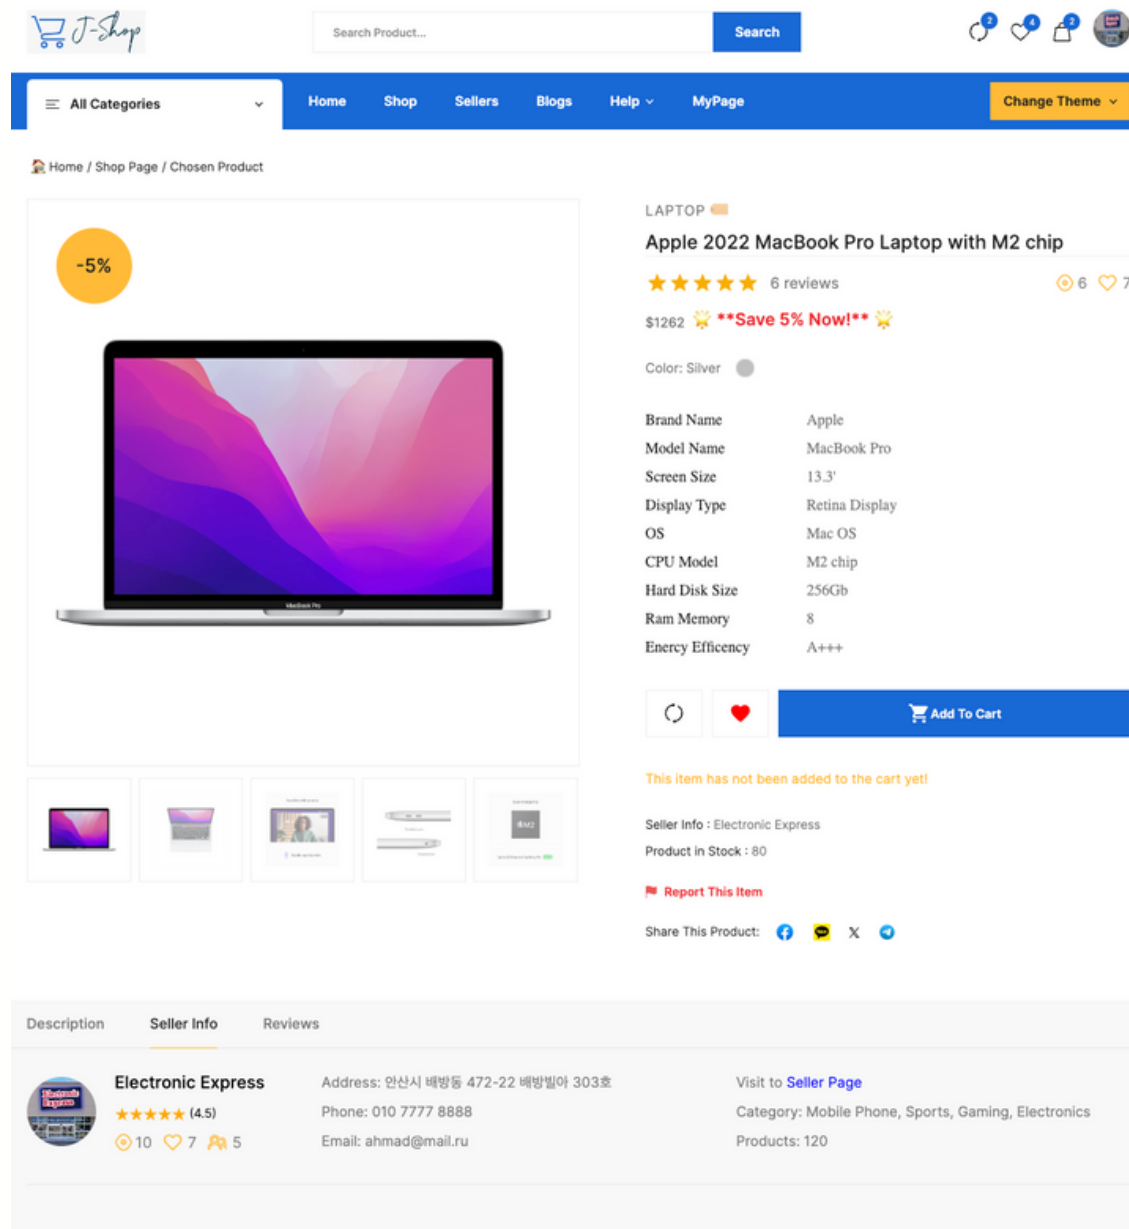 J-Shop
Search Product...
Search
2
4
2
All Categories
Home Shop Sellers Blogs Help MyPage
Change Theme
Home / Shop Page / Chosen Product
-5%
MacBook Pro
LAPTOP
Apple 2022 MacBook Pro Laptop with M2 chip
6 reviews
6 7
$1262 **Save 5% Now!**
Color: Silver
Brand Name Apple
Model Name MacBook Pro
Screen Size 13.3'
Display Type Retina Display
OS Mac OS
CPU Model M2 chip
Hard Disk Size 256Gb
Ram Memory 8
Enercy Efficency A+++
Add To Cart
This item has not been added to the cart yet!
Seller Info : Electronic Express
Product in Stock : 80
Report This Item
Share This Product:
M2
Description Seller Info Reviews
Electronic Express
Electronic Express
(4.5)
10 7 5
Address: 안산시 배방동 472-22 배방빌아 303호
Phone: 010 7777 8888
Email: ahmad@mail.ru
Visit to Seller Page
Category: Mobile Phone, Sports, Gaming, Electronics
Products: 120